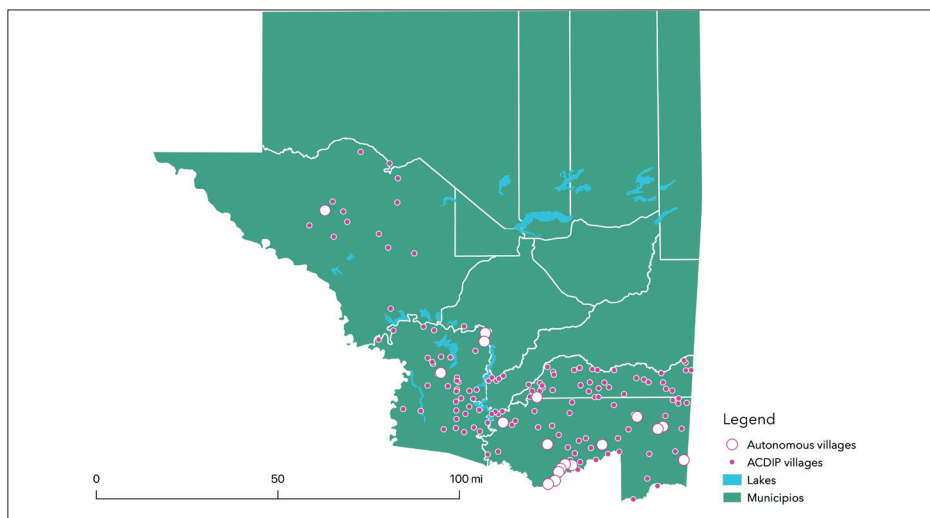 Legend
Autonomous villages
ACDIP villages
Lakes
Municipios
0 50 100 mi